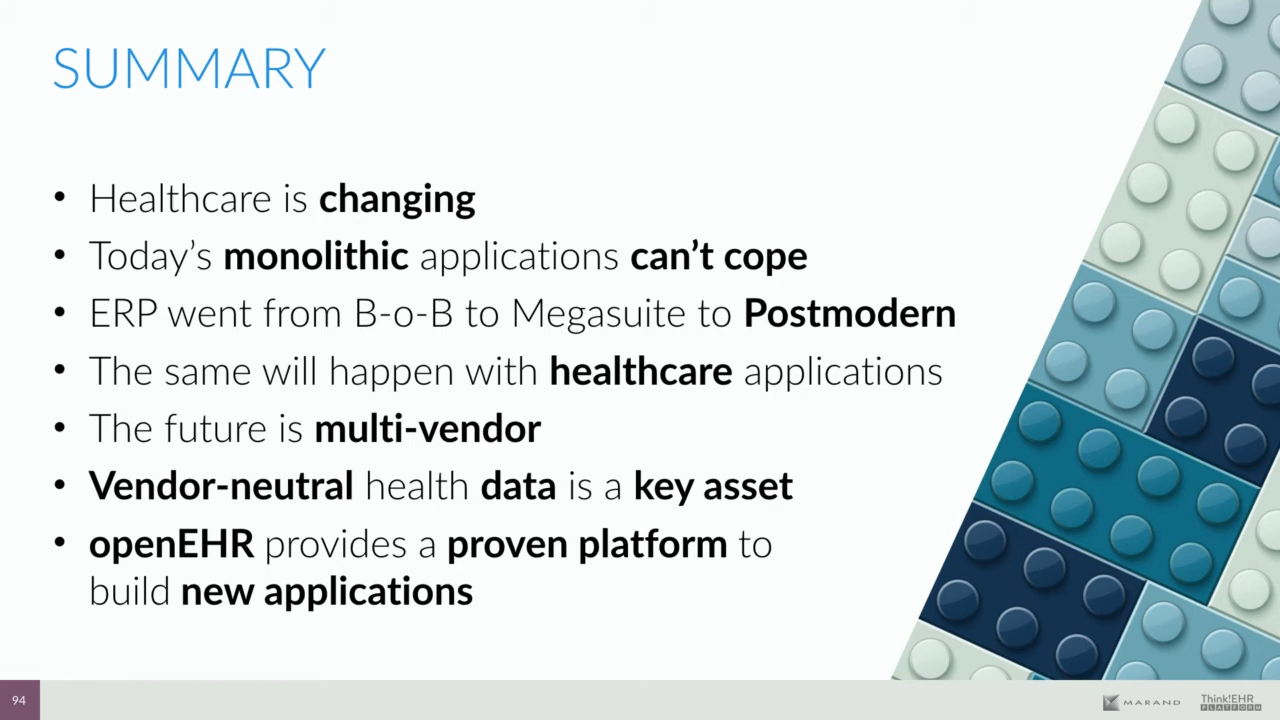 SUMMARY
• Healthcare is changing
• Today’s monolithic applications can’t cope
• ERP went from B-o-B to Megasuite to Postmodern
• The same will happen with healthcare applications
• The future is multi-vendor
• Vendor-neutral health data is a key asset
• openEHR provides a proven platform to
build new applications
94
MARAND
Think!EHR
PLATFORM